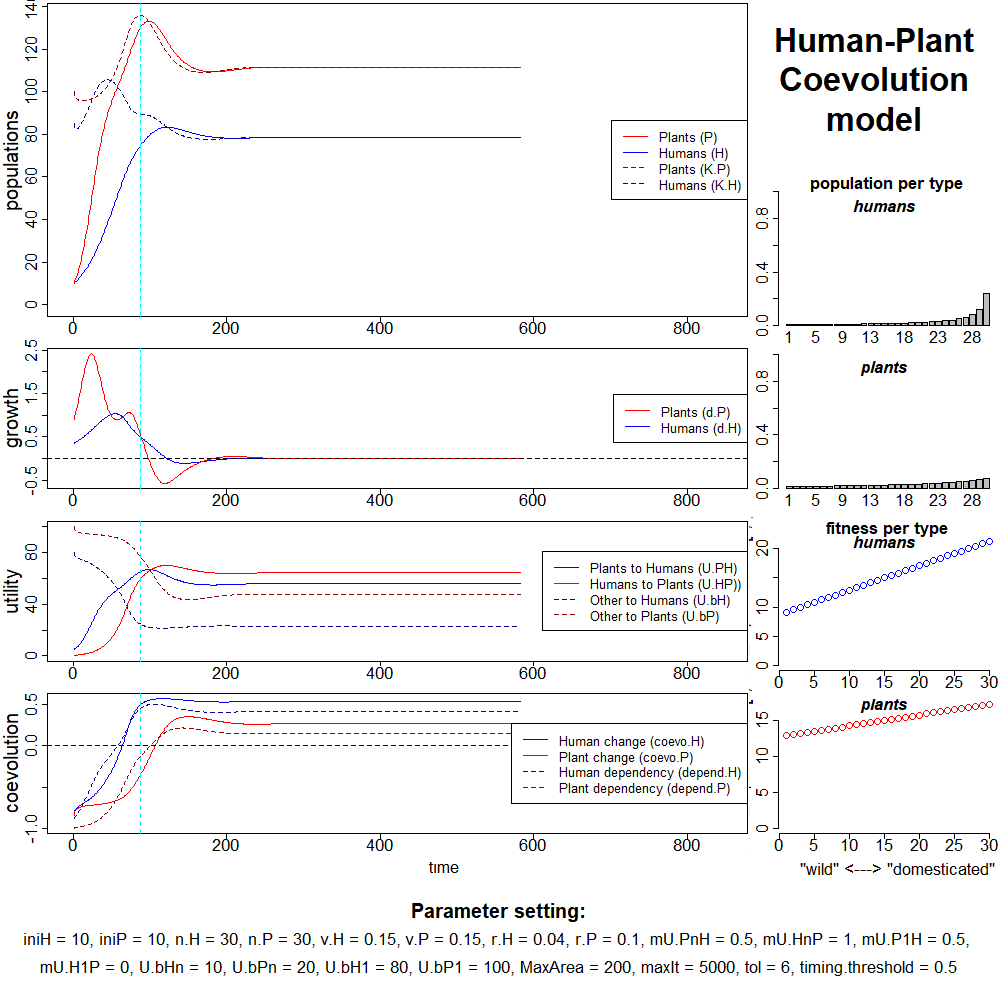 Human-Plant
Coevolution
model
populations
0 20 40 60 80 100 120 140
0 200 400 600 800
Plants (P)
Humans (H)
Plants (K.P)
Humans (K.H)
growth
-0.5 0.5 1.5 2.5
0 200 400 600 800
Plants (d.P)
Humans (d.H)
utility
0 40 80
0 200 400 600 800
Plants to Humans (U.PH)
Humans to Plants (U.HP))
Other to Humans (U.bH)
Other to Plants (U.bP)
coevolution
-1.0 0.0 0.5
0 200 400 600 800
Human change (coevo.H)
Plant change (coevo.P)
Human dependency (depend.H)
Plant dependency (depend.P)
time
population per type
humans
0.0 0.4 0.8
1 5 9 13 18 23 28
plants
0.0 0.4 0.8
1 5 9 13 18 23 28
fitness per type
humans
0 5 10 20
0 5 10 15 20 25 30
plants
0 5 10 15
0 5 10 15 20 25 30
"wild" <---> "domesticated"
Parameter setting:
iniH = 10, iniP = 10, n.H = 30, n.P = 30, v.H = 0.15, v.P = 0.15, r.H = 0.04, r.P = 0.1, mU.PnH = 0.5, mU.HnP = 1, mU.P1H = 0.5,
mU.H1P = 0, U.bHn = 10, U.bPn = 20, U.bH1 = 80, U.bP1 = 100, MaxArea = 200, maxIt = 5000, tol = 6, timing.threshold = 0.5